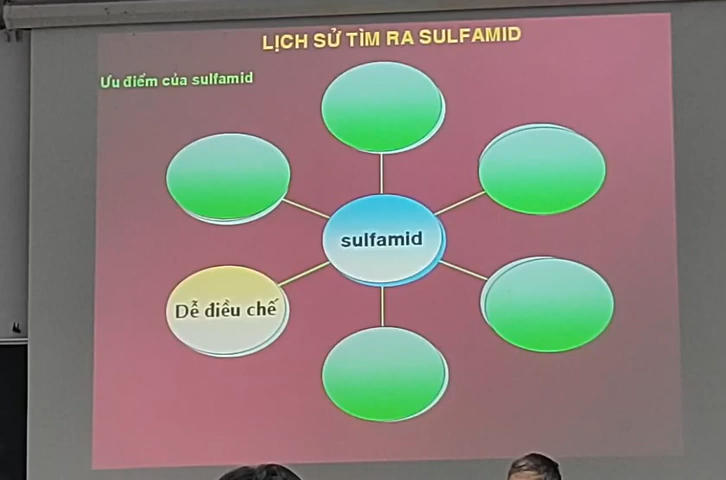 LỊCH SỬ TÌM RA SULFAMID
Ưu điểm của sulfamid
sulfamid
Dễ điều chế